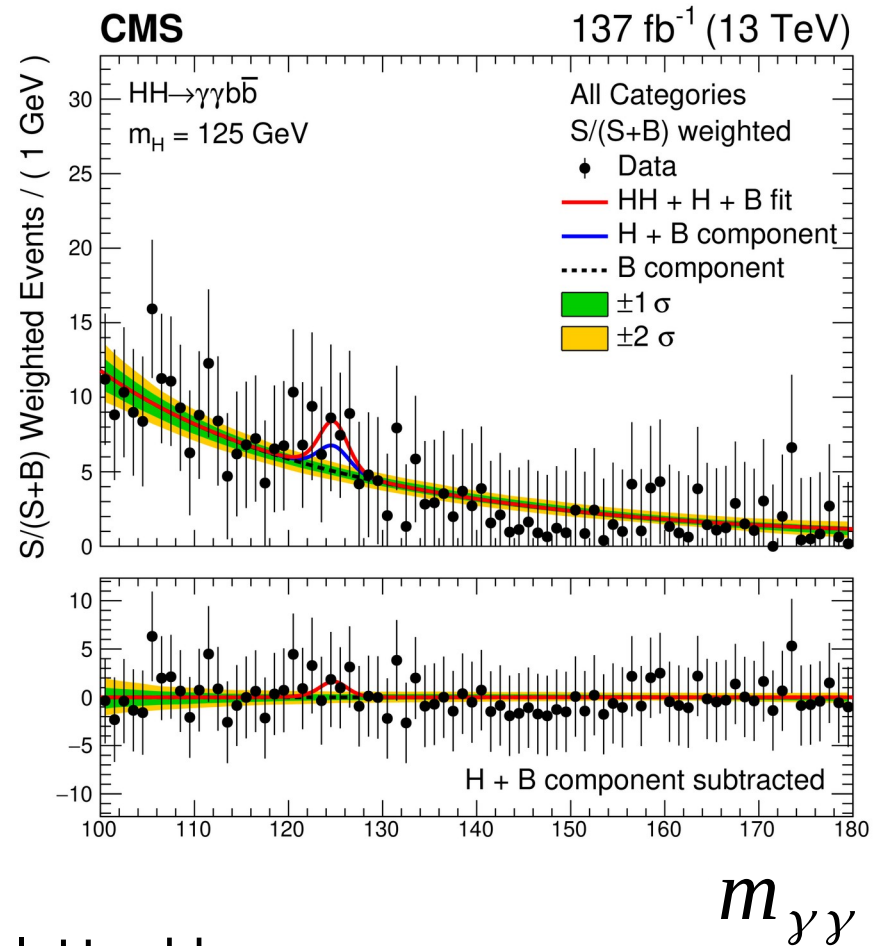 CMS 137 fb⁻¹ (13 TeV)
S/(S+B) Weighted Events / ( 1 GeV )
HH→γγbb̅
m_H = 125 GeV
All Categories
S/(S+B) weighted
Data
HH + H + B fit
H + B component
B component
±1 σ
±2 σ
30
25
20
15
10
5
0
10
5
0
−5
−10
H + B component subtracted
100 110 120 130 140 150 160 170 180
m_γγ